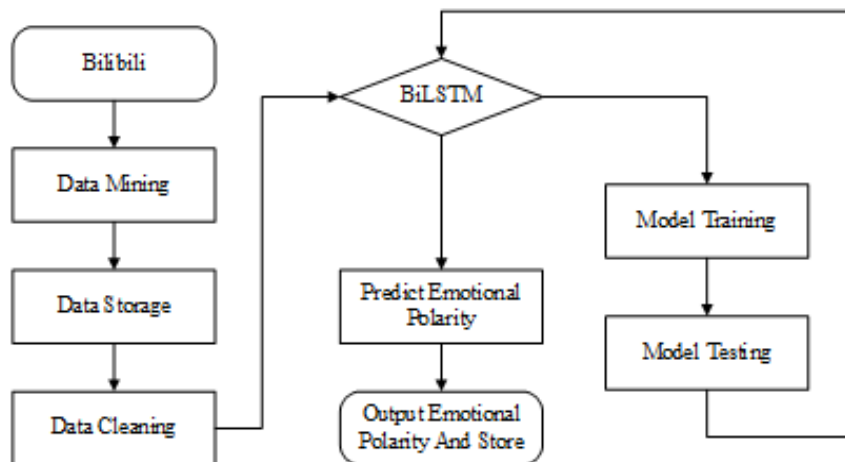 Bilibili
Data Mining
Data Storage
Data Cleaning
BiLSTM
Predict Emotional
Polarity
Output Emotional
Polarity And Store
Model Training
Model Testing